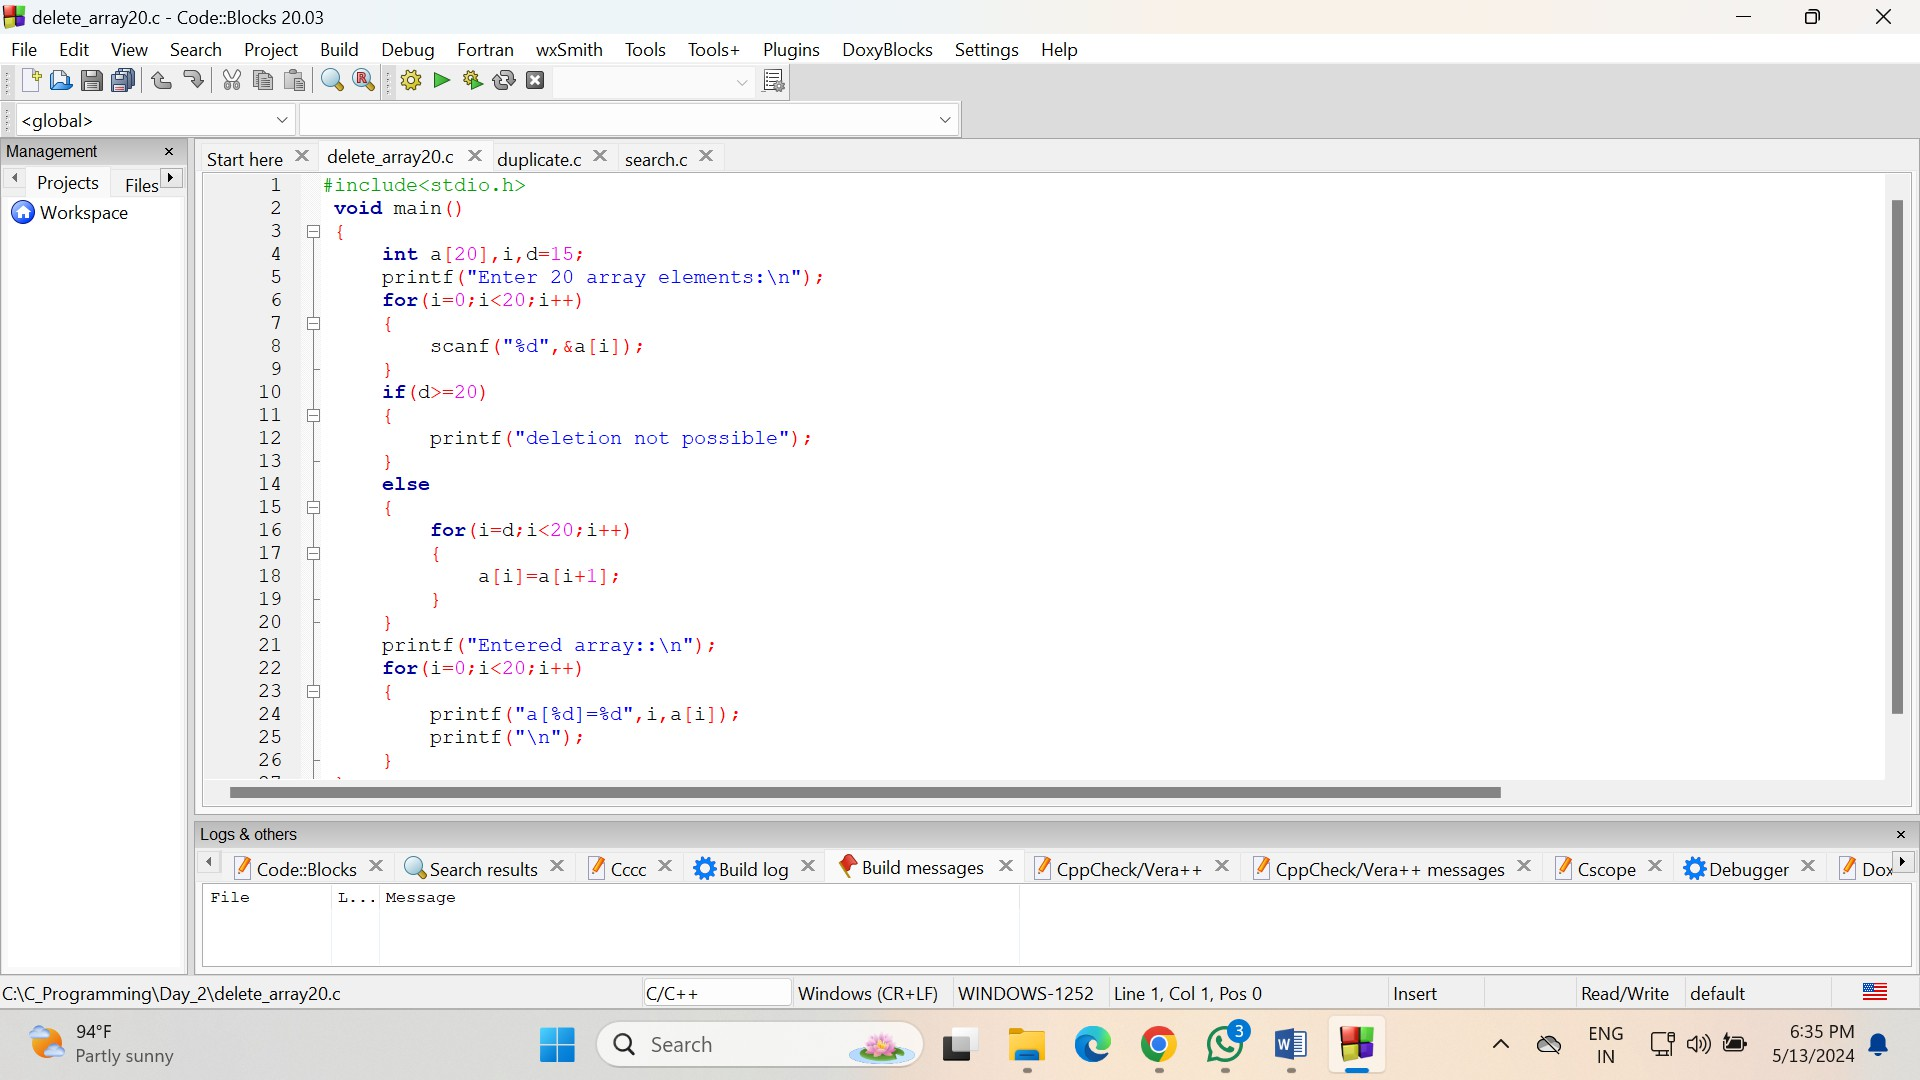 delete_array20.c - Code::Blocks 20.03
File Edit View Search Project Build Debug Fortran wxSmith Tools Tools+ Plugins DoxyBlocks Settings Help
<global>
Management
Projects Files
Workspace
Start here delete_array20.c duplicate.c search.c
1 #include<stdio.h>
2 void main()
3 {
4 int a[20],i,d=15;
5 printf("Enter 20 array elements:\n");
6 for(i=0;i<20;i++)
7 {
8 scanf("%d",&a[i]);
9 }
10 if(d>=20)
11 {
12 printf("deletion not possible");
13 }
14 else
15 {
16 for(i=d;i<20;i++)
17 {
18 a[i]=a[i+1];
19 }
20 }
21 printf("Entered array::\n");
22 for(i=0;i<20;i++)
23 {
24 printf("a[%d]=%d",i,a[i]);
25 printf("\n");
26 }
Logs & others
Code::Blocks Search results Cccc Build log Build messages CppCheck/Vera++ CppCheck/Vera++ messages Cscope Debugger Dox
File L... Message
C:\C_Programming\Day_2\delete_array20.c C/C++ Windows (CR+LF) WINDOWS-1252 Line 1, Col 1, Pos 0 Insert Read/Write default
94°F
Partly sunny
Search
3
ENG
IN
6:35 PM
5/13/2024